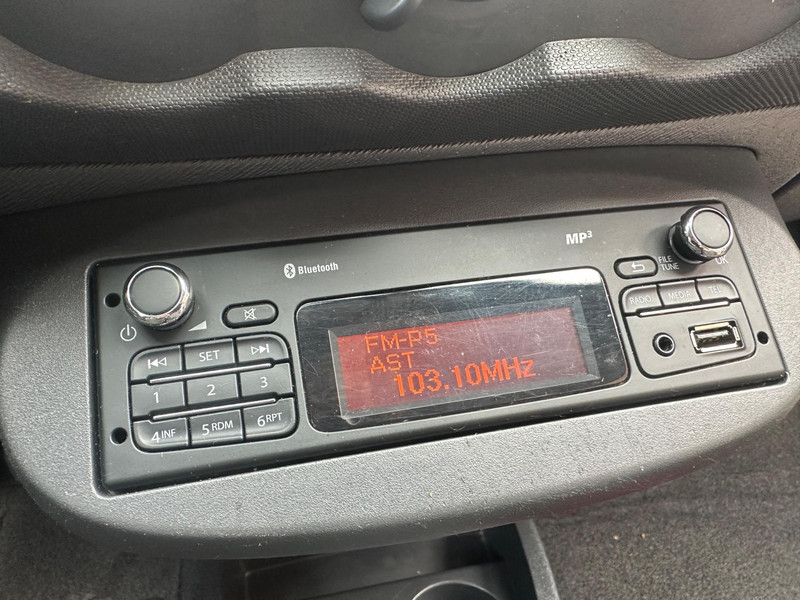 Bluetooth
MP3
FILE
TUNE
OK
RADIO
MEDIA
TEL
SET
1
2
3
4 INF
5 RDM
6 RPT
FM-P5
AST
103.10MHz